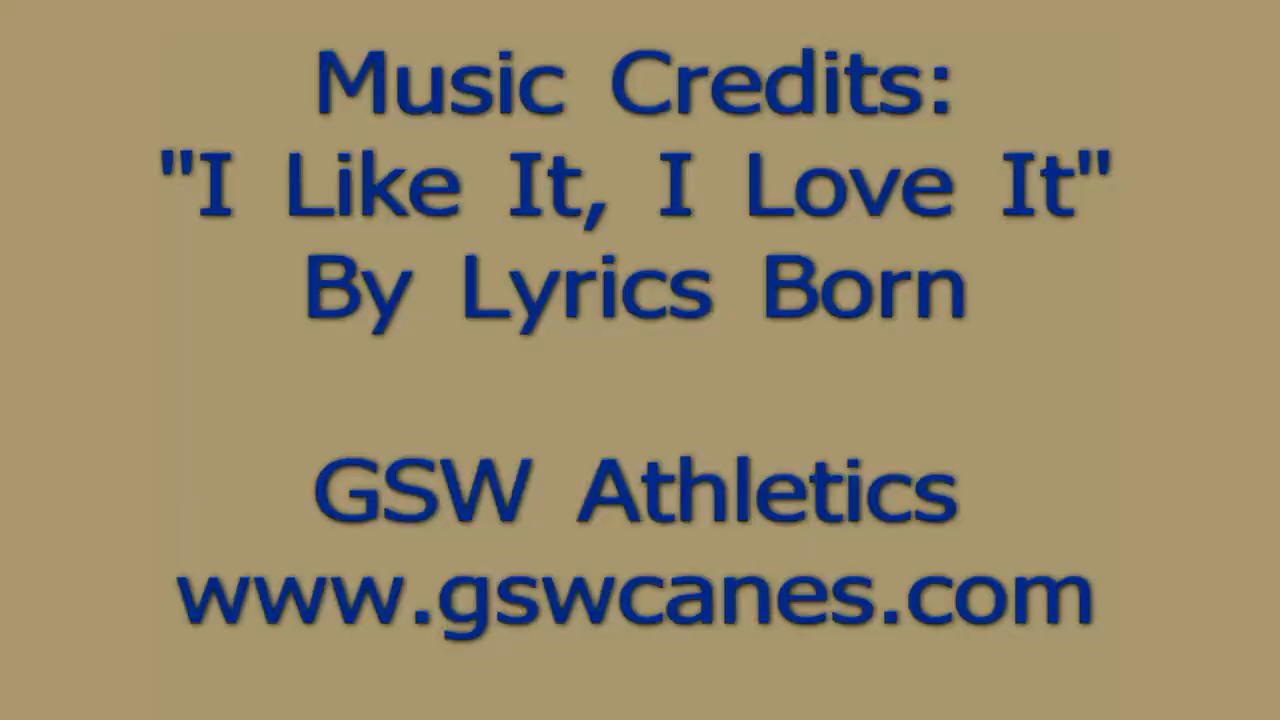 Music Credits:
"I Like It, I Love It"
By Lyrics Born
GSW Athletics
www.gswcanes.com